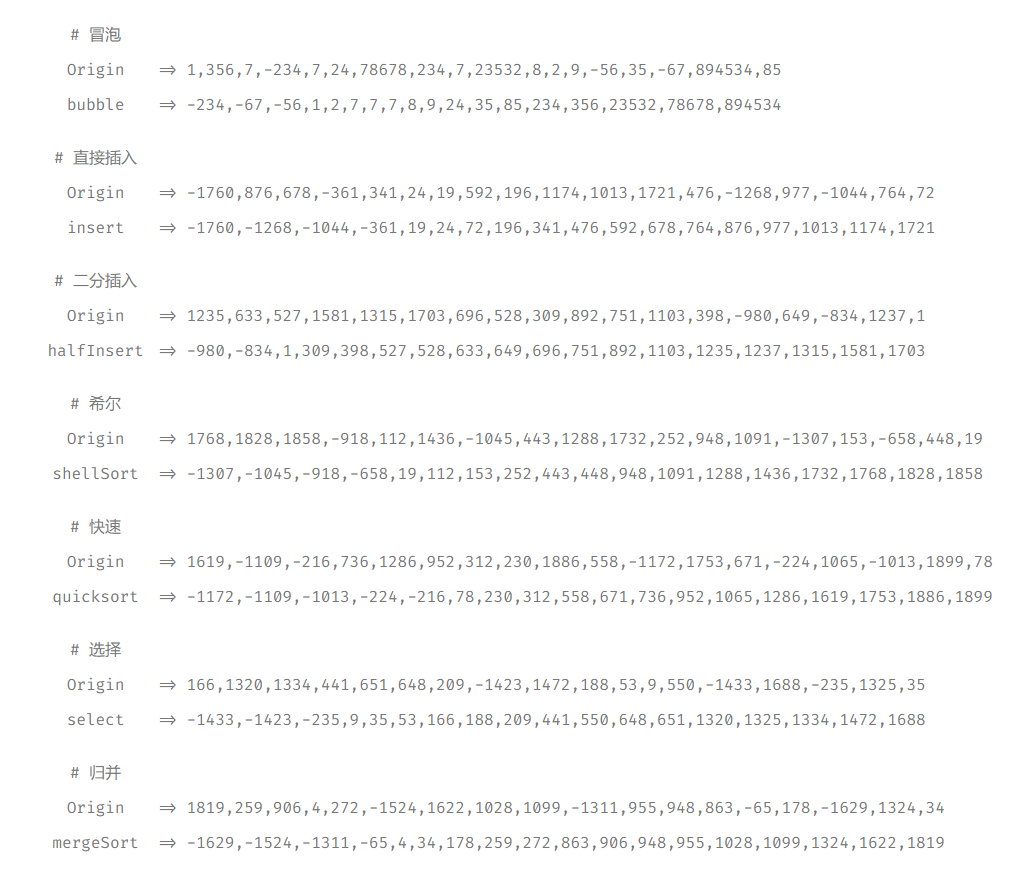 # 冒泡
Origin => 1,356,7,-234,7,24,78678,234,7,23532,8,2,9,-56,35,-67,894534,85
bubble => -234,-67,-56,1,2,7,7,7,8,9,24,35,85,234,356,23532,78678,894534
# 直接插入
Origin => -1760,876,678,-361,341,24,19,592,196,1174,1013,1721,476,-1268,977,-1044,764,72
insert => -1760,-1268,-1044,-361,19,24,72,196,341,476,592,678,764,876,977,1013,1174,1721
# 二分插入
Origin => 1235,633,527,1581,1315,1703,696,528,309,892,751,1103,398,-980,649,-834,1237,1
halfInsert => -980,-834,1,309,398,527,528,633,649,696,751,892,1103,1235,1237,1315,1581,1703
# 希尔
Origin => 1768,1828,1858,-918,112,1436,-1045,443,1288,1732,252,948,1091,-1307,153,-658,448,19
shellSort => -1307,-1045,-918,-658,19,112,153,252,443,448,948,1091,1288,1436,1732,1768,1828,1858
# 快速
Origin => 1619,-1109,-216,736,1286,952,312,230,1886,558,-1172,1753,671,-224,1065,-1013,1899,78
quicksort => -1172,-1109,-1013,-224,-216,78,230,312,558,671,736,952,1065,1286,1619,1753,1886,1899
# 选择
Origin => 166,1320,1334,441,651,648,209,-1423,1472,188,53,9,550,-1433,1688,-235,1325,35
select => -1433,-1423,-235,9,35,53,166,188,209,441,550,648,651,1320,1325,1334,1472,1688
# 归并
Origin => 1819,259,906,4,272,-1524,1622,1028,1099,-1311,955,948,863,-65,178,-1629,1324,34
mergeSort => -1629,-1524,-1311,-65,4,34,178,259,272,863,906,948,955,1028,1099,1324,1622,1819